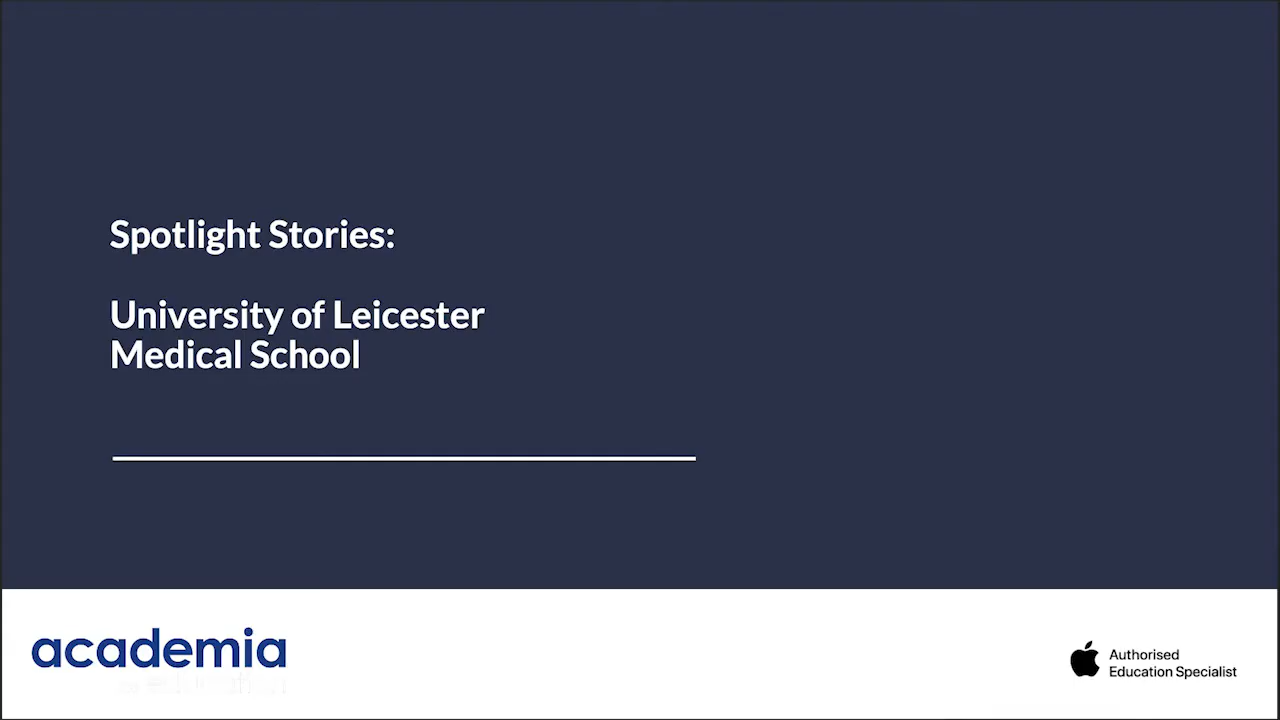 Spotlight Stories:
University of Leicester
Medical School
academia
Authorised
Education Specialist